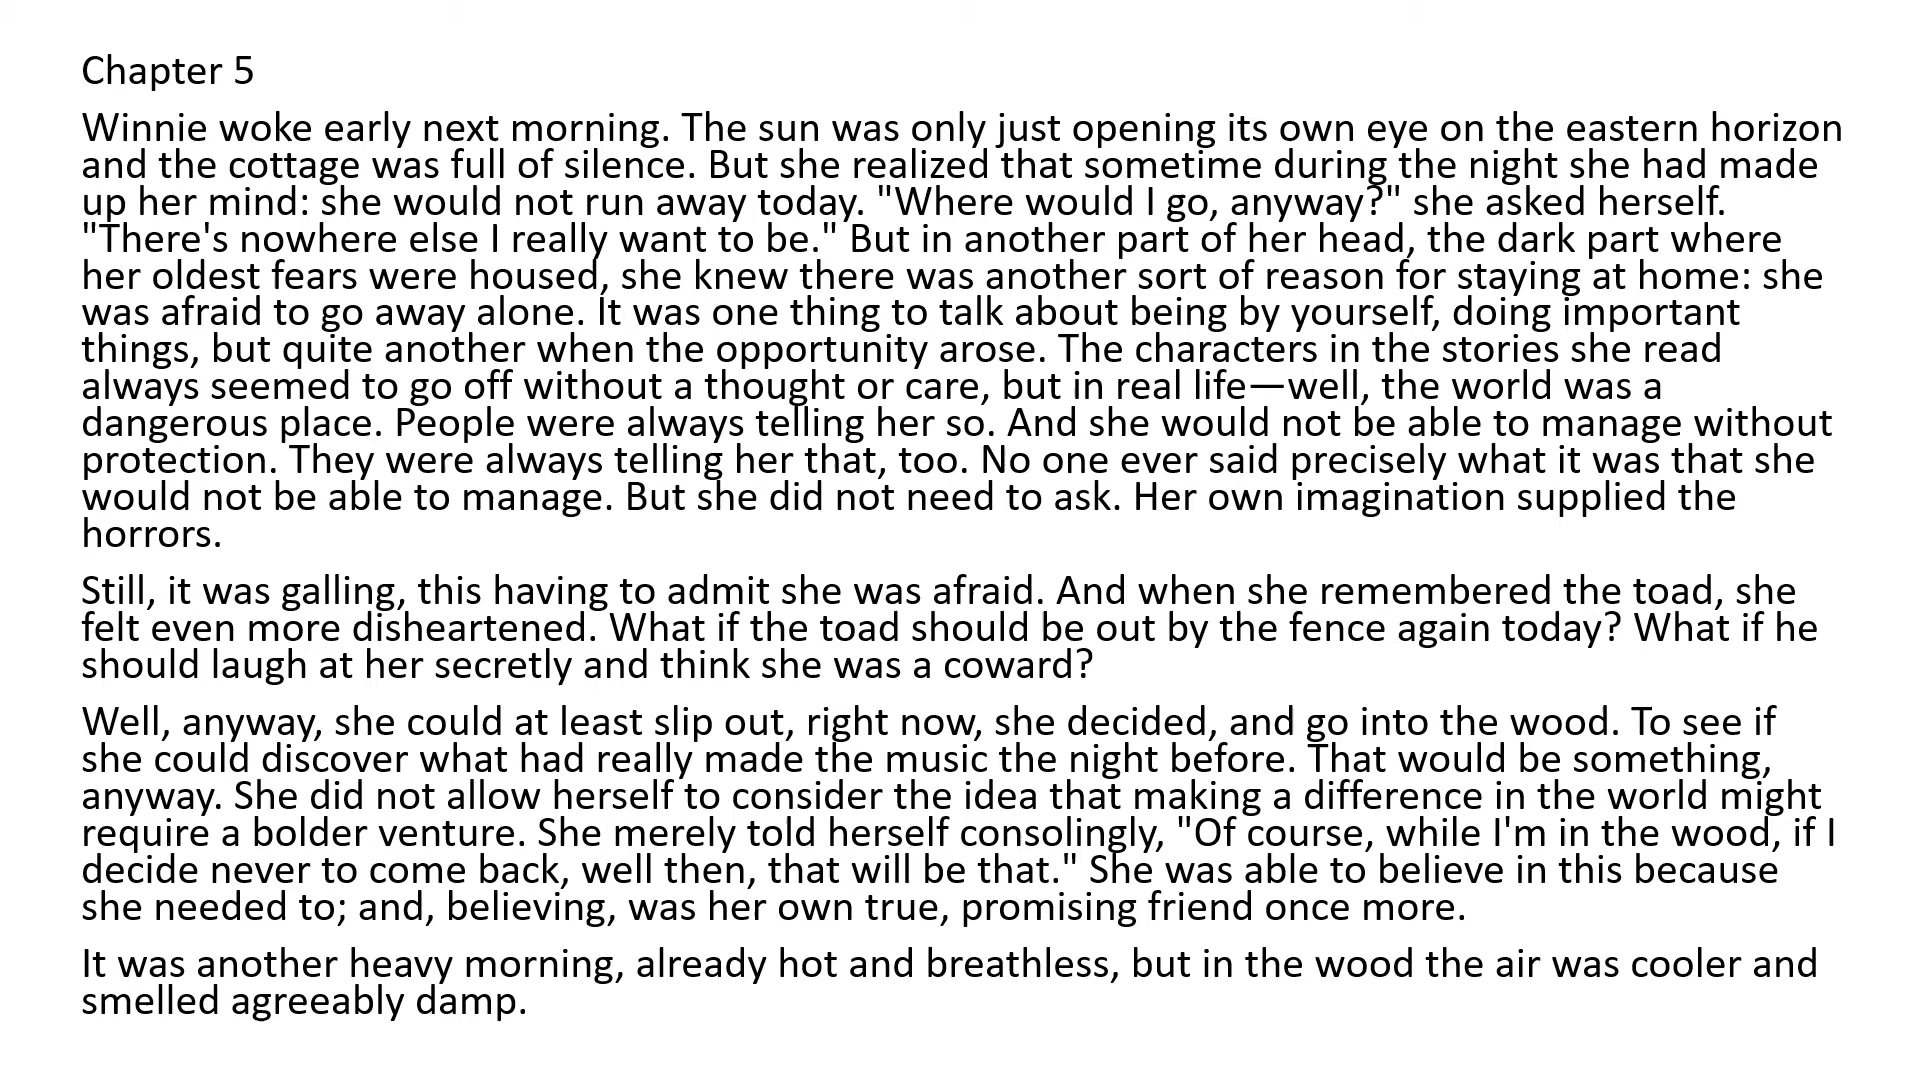 Chapter 5
Winnie woke early next morning. The sun was only just opening its own eye on the eastern horizon
and the cottage was full of silence. But she realized that sometime during the night she had made
up her mind: she would not run away today. "Where would I go, anyway?" she asked herself.
"There's nowhere else I really want to be." But in another part of her head, the dark part where
her oldest fears were housed, she knew there was another sort of reason for staying at home: she
was afraid to go away alone. It was one thing to talk about being by yourself, doing important
things, but quite another when the opportunity arose. The characters in the stories she read
always seemed to go off without a thought or care, but in real life—well, the world was a
dangerous place. People were always telling her so. And she would not be able to manage without
protection. They were always telling her that, too. No one ever said precisely what it was that she
would not be able to manage. But she did not need to ask. Her own imagination supplied the
horrors.
Still, it was galling, this having to admit she was afraid. And when she remembered the toad, she
felt even more disheartened. What if the toad should be out by the fence again today? What if he
should laugh at her secretly and think she was a coward?
Well, anyway, she could at least slip out, right now, she decided, and go into the wood. To see if
she could discover what had really made the music the night before. That would be something,
anyway. She did not allow herself to consider the idea that making a difference in the world might
require a bolder venture. She merely told herself consolingly, "Of course, while I'm in the wood, if I
decide never to come back, well then, that will be that." She was able to believe in this because
she needed to; and, believing, was her own true, promising friend once more.
It was another heavy morning, already hot and breathless, but in the wood the air was cooler and
smelled agreeably damp.